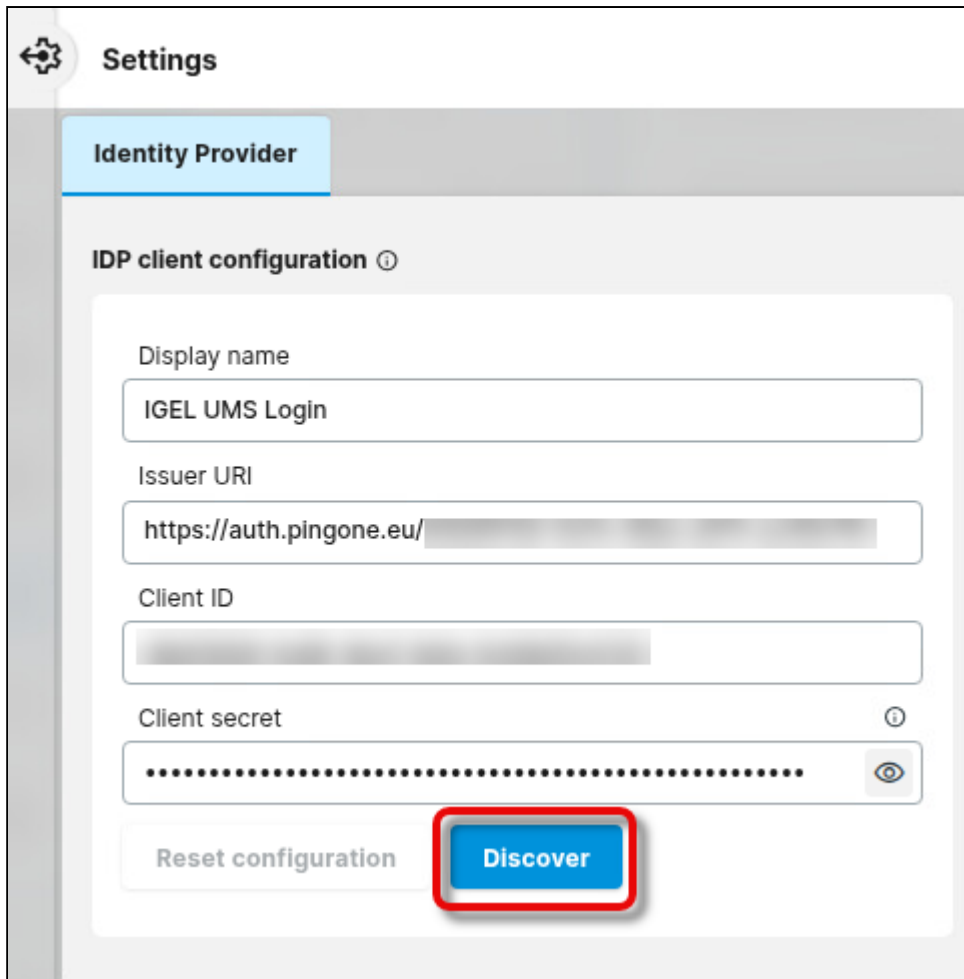 Settings
Identity Provider
IDP client configuration
Display name
IGEL UMS Login
Issuer URI
https://auth.pingone.eu/
Client ID
Client secret
Reset configuration
Discover